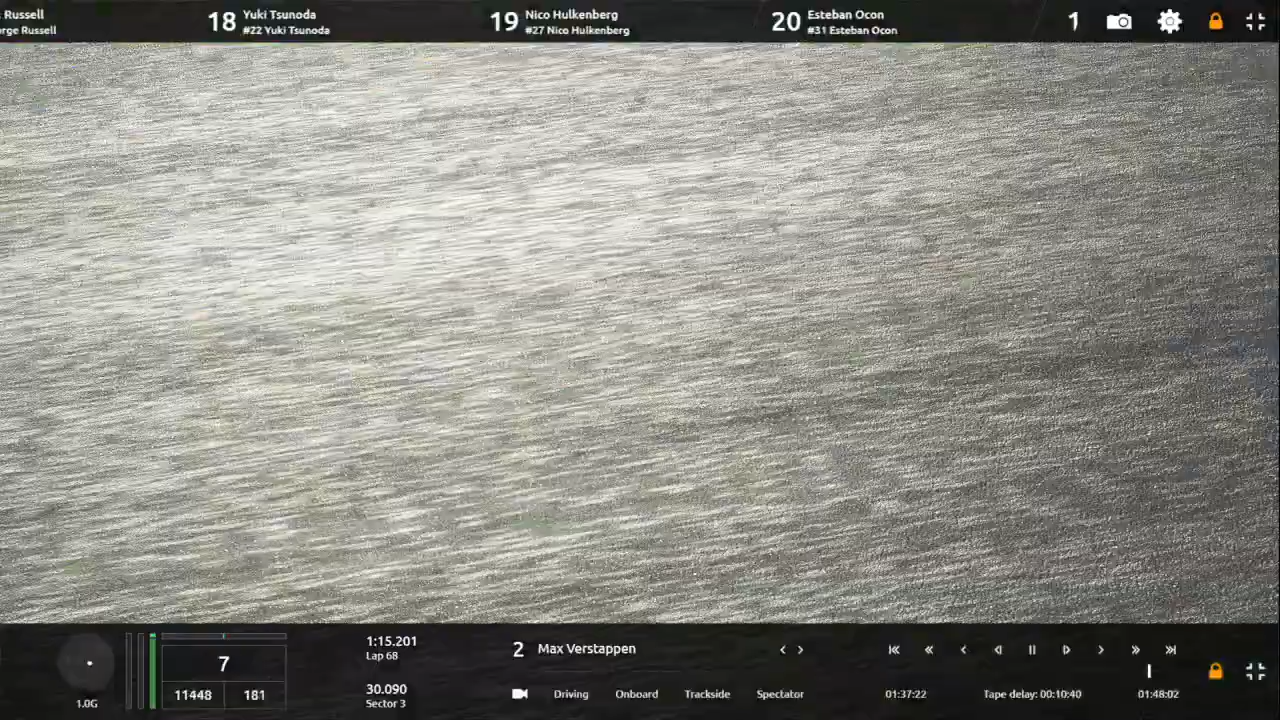 Russell
rge Russell
18 Yuki Tsunoda
#22 Yuki Tsunoda
19 Nico Hulkenberg
#27 Nico Hulkenberg
20 Esteban Ocon
#31 Esteban Ocon
1
7
11448 181
1.0G
1:15.201
Lap 68
30.090
Sector 3
2 Max Verstappen
Driving Onboard Trackside Spectator
01:37:22 Tape delay: 00:10:40 01:48:02